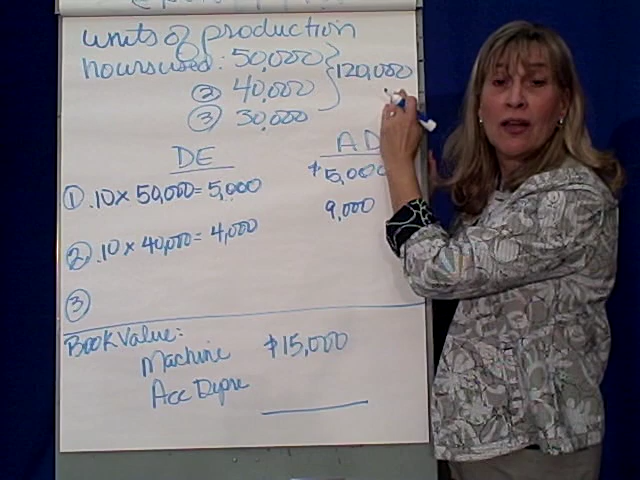 units of production
hours used: 50,000 } 120,000
② 40,000
③ 30,000
DE AD
① .10 x 50,000 = 5,000 $5,000
② .10 x 40,000 = 4,000 9,000
③
Book Value:
Machine $15,000
Acc Depre